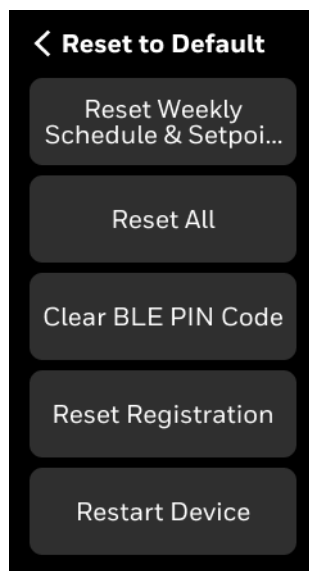 Reset to Default
Reset Weekly
Schedule & Setpoi...
Reset All
Clear BLE PIN Code
Reset Registration
Restart Device